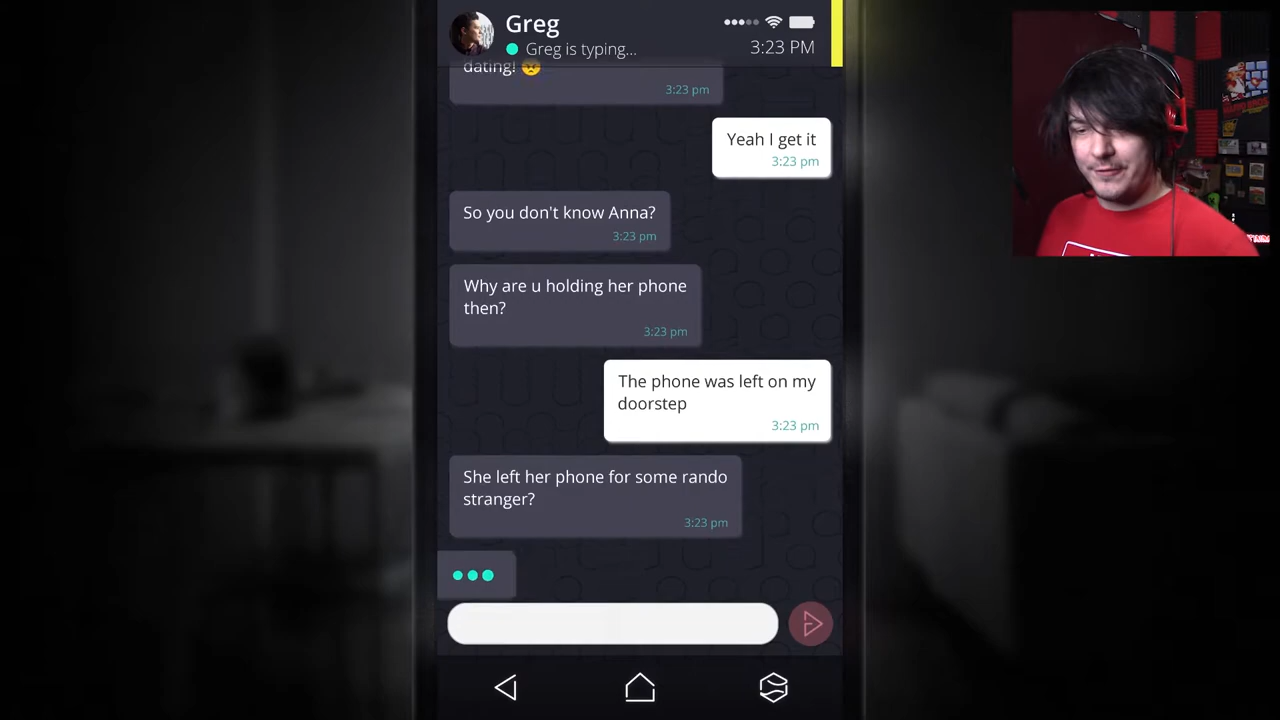 Greg
Greg is typing...
3:23 PM
dating! 😠
3:23 pm
Yeah I get it
3:23 pm
So you don't know Anna?
3:23 pm
Why are u holding her phone
then?
3:23 pm
The phone was left on my
doorstep
3:23 pm
She left her phone for some rando
stranger?
3:23 pm